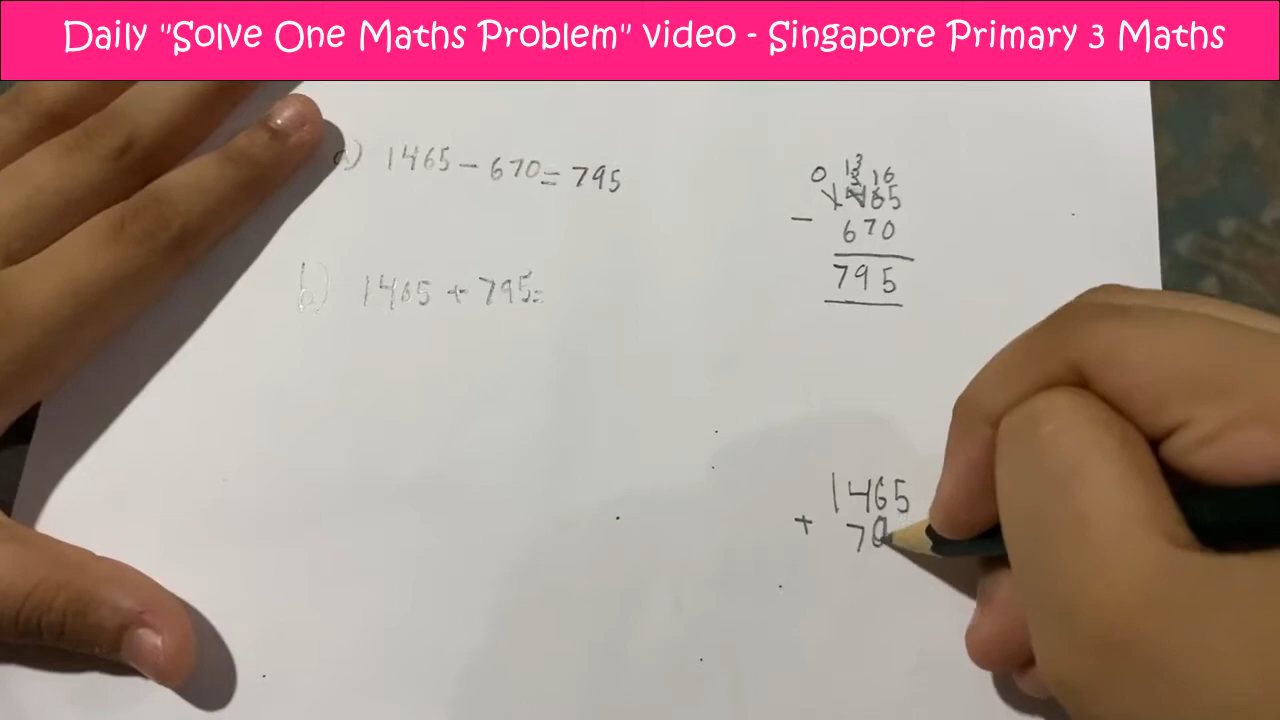 Daily "Solve One Maths Problem" video - Singapore Primary 3 Maths
a) 1465 - 670 = 795
0 13 16
1465
- 670
795
b) 1465 + 795 =
1465
+ 79